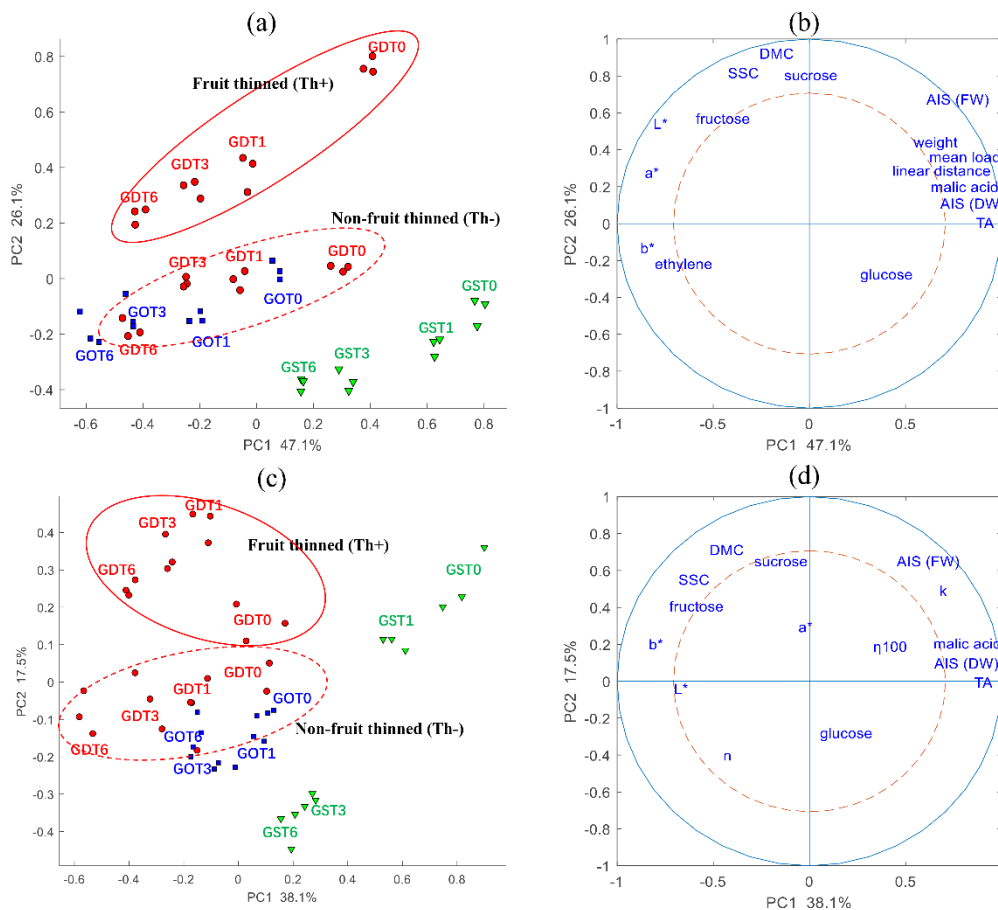 (a)
0.8
0.6
0.4
0.2
0
-0.2
-0.4
PC2 26.1%
GDT0
Fruit thinned (Th+)
GDT1
GDT3
GDT6
Non-fruit thinned (Th-)
GDT0
GDT1
GDT3
GOT0
GOT3
GOT6
GOT1
GDT6
GST0
GST1
GST3
GST6
-0.6 -0.4 -0.2 0 0.2 0.4 0.6 0.8
PC1 47.1%
(b)
1
0.8
0.6
0.4
0.2
0
-0.2
-0.4
-0.6
-0.8
-1
PC2 26.1%
DMC
SSC
sucrose
AIS (FW)
L*
fructose
weight
mean load
a*
linear distance
malic acid
AIS (DW)
TA
b*
ethylene
glucose
-1 -0.5 0 0.5
PC1 47.1%
(c)
0.4
0.3
0.2
0.1
0
-0.1
-0.2
-0.3
-0.4
PC2 17.5%
GDT1
GDT3
Fruit thinned (Th+)
GDT6
GDT0
GST0
GST1
GDT0
GDT1
GOT0
GDT3
Non-fruit thinned (Th-)
GDT6
GOT6
GOT1
GOT3
GST3
GST6
-0.6 -0.4 -0.2 0 0.2 0.4 0.6 0.8
PC1 38.1%
(d)
1
0.8
0.6
0.4
0.2
0
-0.2
-0.4
-0.6
-0.8
-1
PC2 17.5%
DMC
sucrose
AIS (FW)
SSC
k
fructose
a*
b*
η100
malic acid
AIS (DW)
L*
TA
glucose
n
-1 -0.5 0 0.5
PC1 38.1%